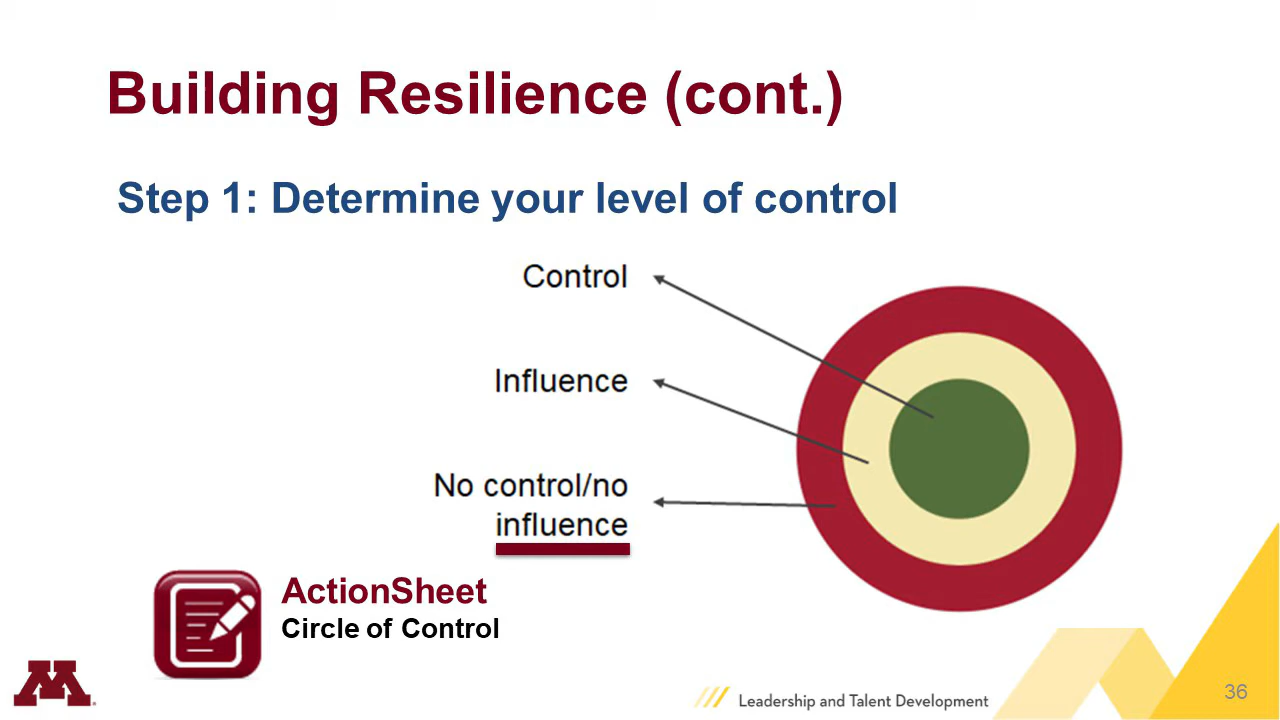 Building Resilience (cont.)
Step 1: Determine your level of control
Control
Influence
No control/no
influence
ActionSheet
Circle of Control
M
Leadership and Talent Development
36